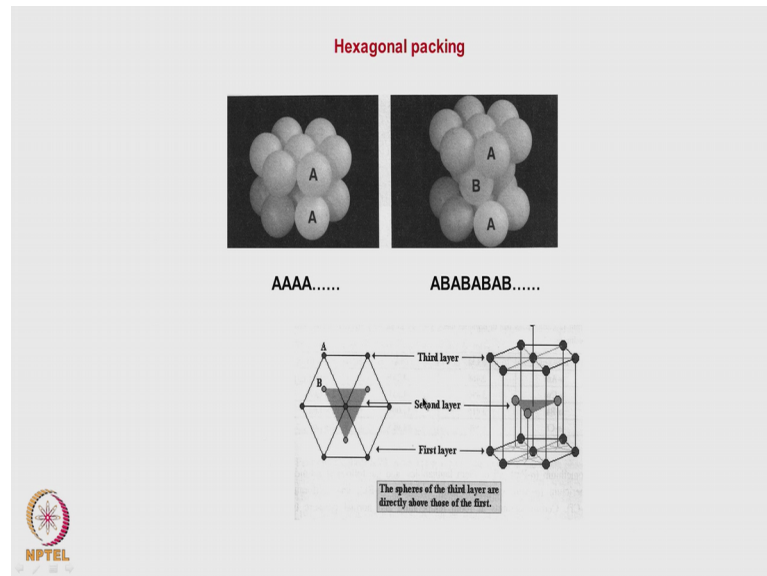 Hexagonal packing
A
A
A
B
A
AAAA......
ABABABAB......
A
B
Third layer
Second layer
First layer
The spheres of the third layer are
directly above those of the first.
NPTEL